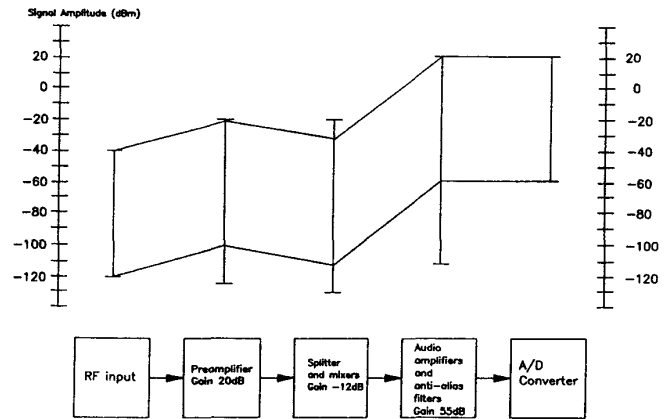 Signal Amplitude (dBm)
20
0
-20
-40
-60
-80
-100
-120
20
0
-20
-40
-60
-80
-100
-120
RF input
Preamplifier
Gain 20dB
Splitter
and mixers
Gain -12dB
Audio
amplifiers
and
anti-alias
filters
Gain 55dB
A/D
Converter